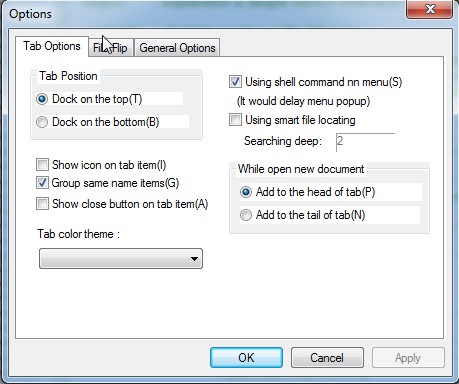 Options
Tab Options
General Options
Tab Position
Dock on the top(T)
Dock on the bottom(B)
Show icon on tab item(I)
Group same name items(G)
Show close button on tab item(A)
Tab color theme :
Using shell command nn menu(S)
(It would delay menu popup)
Using smart file locating
Searching deep: 2
While open new document
Add to the head of tab(P)
Add to the tail of tab(N)
OK
Cancel
Apply